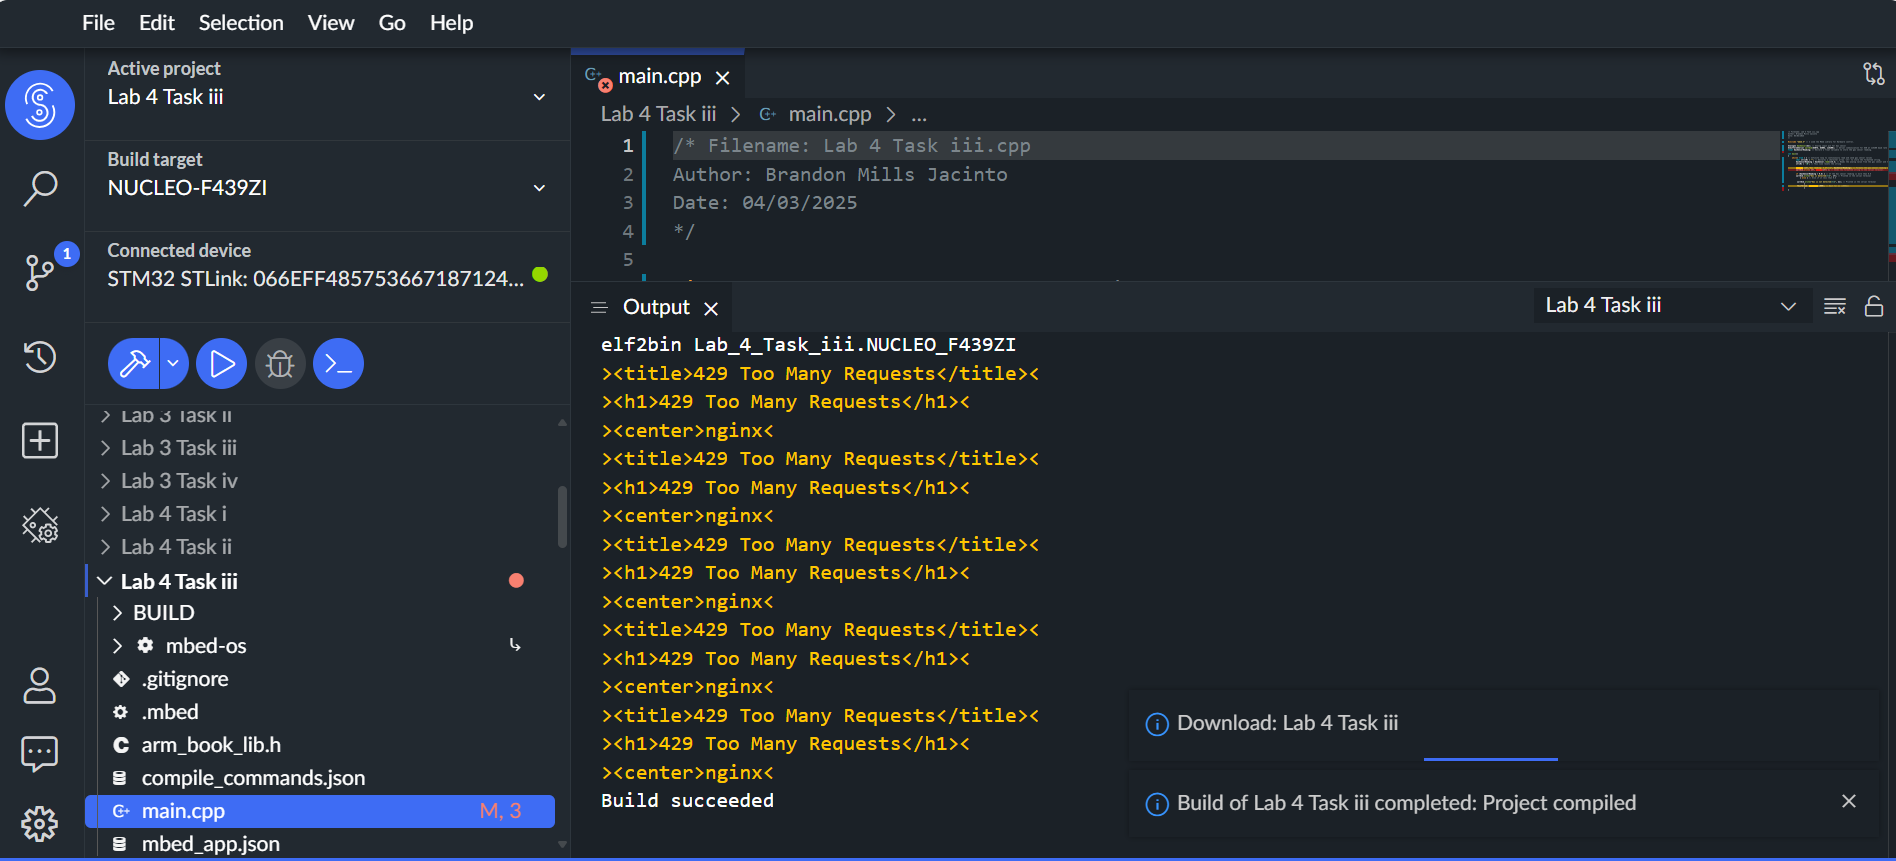 File Edit Selection View Go Help
Active project
Lab 4 Task iii
Build target
NUCLEO-F439ZI
Connected device
STM32 STLink: 066EFF485753667187124...
1
Lab 3 Task ii
Lab 3 Task iii
Lab 3 Task iv
Lab 4 Task i
Lab 4 Task ii
Lab 4 Task iii
BUILD
mbed-os
.gitignore
.mbed
arm_book_lib.h
compile_commands.json
main.cpp M, 3
mbed_app.json
main.cpp
Lab 4 Task iii > main.cpp > ...
1 /* Filename: Lab 4 Task iii.cpp
2 Author: Brandon Mills Jacinto
3 Date: 04/03/2025
4 */
5
Output
Lab 4 Task iii
elf2bin Lab_4_Task_iii.NUCLEO_F439ZI
><title>429 Too Many Requests</title><
><h1>429 Too Many Requests</h1><
><center>nginx<
><title>429 Too Many Requests</title><
><h1>429 Too Many Requests</h1><
><center>nginx<
><title>429 Too Many Requests</title><
><h1>429 Too Many Requests</h1><
><center>nginx<
><title>429 Too Many Requests</title><
><h1>429 Too Many Requests</h1><
><center>nginx<
><title>429 Too Many Requests</title><
><h1>429 Too Many Requests</h1><
><center>nginx<
Build succeeded
Download: Lab 4 Task iii
Build of Lab 4 Task iii completed: Project compiled